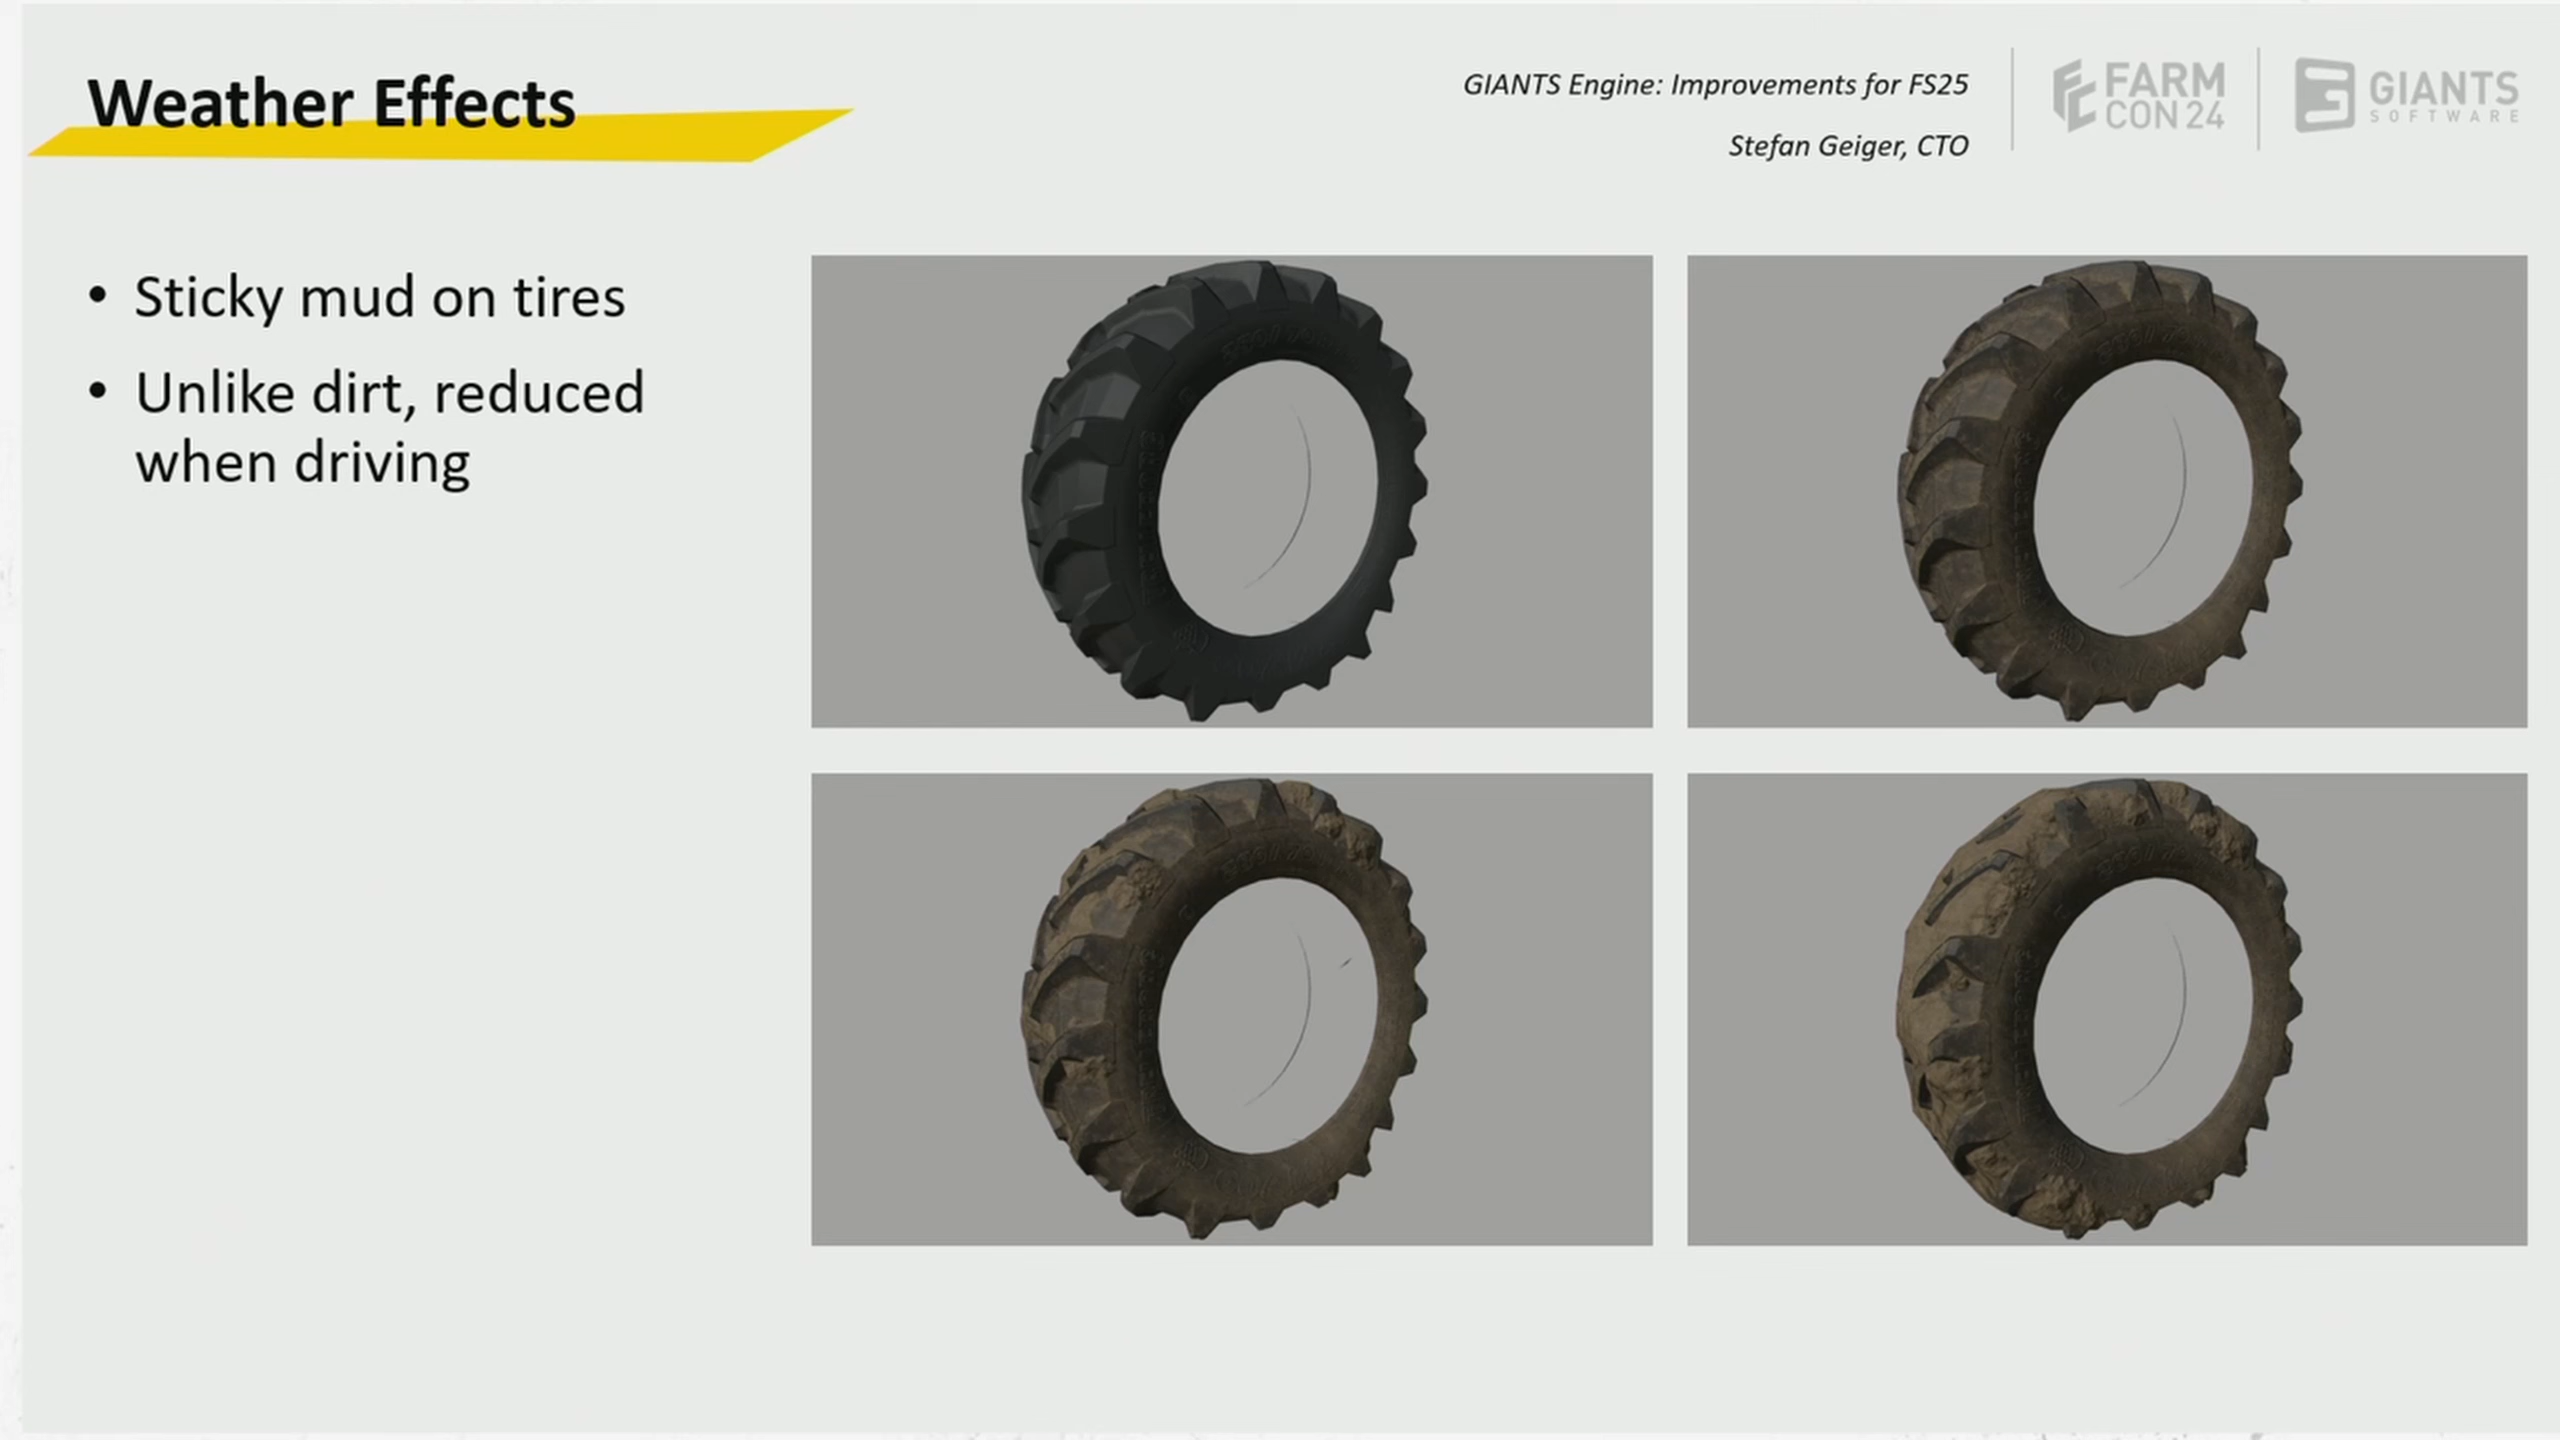 Weather Effects
GIANTS Engine: Improvements for FS25
Stefan Geiger, CTO
FARM
CON 24
GIANTS
SOFTWARE
• Sticky mud on tires
• Unlike dirt, reduced
when driving